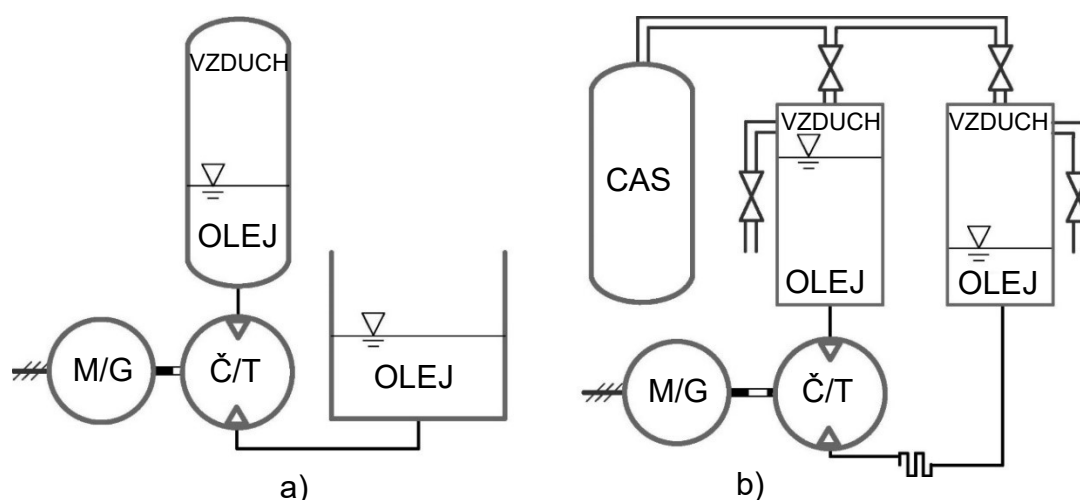 VZDUCH
OLEJ
M/G
Č/T
OLEJ
a)
CAS
VZDUCH
VZDUCH
OLEJ
OLEJ
M/G
Č/T
b)